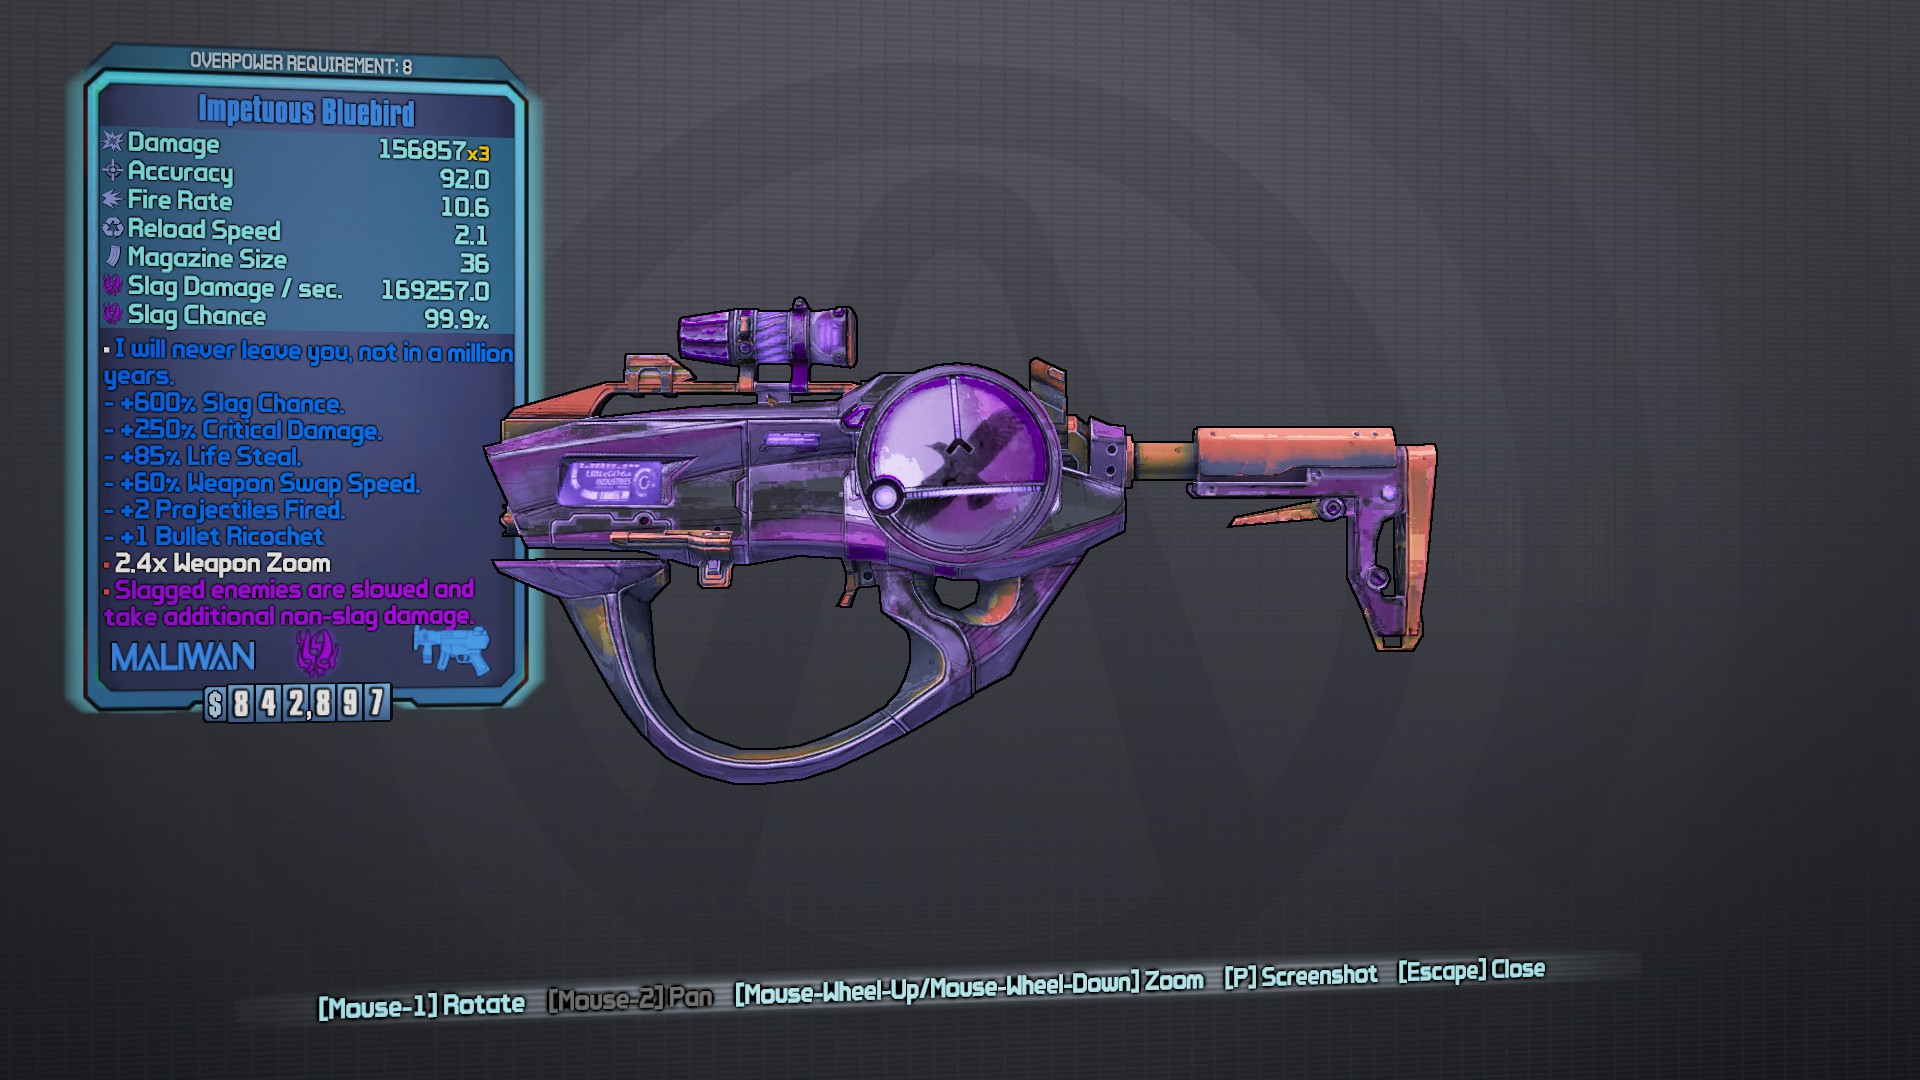 OVERPOWER REQUIREMENT: 8
Impetuous Bluebird
Damage 156857x3
Accuracy 92.0
Fire Rate 10.6
Reload Speed 2.1
Magazine Size 36
Slag Damage / sec. 169257.0
Slag Chance 99.9%
▪ I will never leave you, not in a million
years.
- +600% Slag Chance.
- +250% Critical Damage.
- +85% Life Steal.
- +60% Weapon Swap Speed.
- +2 Projectiles Fired.
- +1 Bullet Ricochet
▪ 2.4x Weapon Zoom
▪ Slagged enemies are slowed and
take additional non-slag damage.
MALIWAN
$842,897
INDUSTRIES
[Mouse-1] Rotate [Mouse-2] Pan [Mouse-Wheel-Up/Mouse-Wheel-Down] Zoom [P] Screenshot [Escape] Close